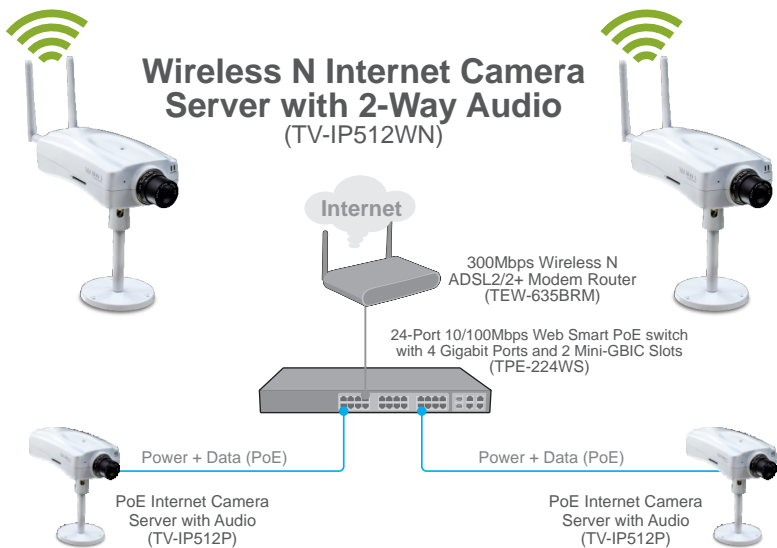 Wireless N Internet Camera
Server with 2-Way Audio
(TV-IP512WN)
Internet
300Mbps Wireless N
ADSL2/2+ Modem Router
(TEW-635BRM)
24-Port 10/100Mbps Web Smart PoE switch
with 4 Gigabit Ports and 2 Mini-GBIC Slots
(TPE-224WS)
Power + Data (PoE)
Power + Data (PoE)
PoE Internet Camera
Server with Audio
(TV-IP512P)
PoE Internet Camera
Server with Audio
(TV-IP512P)